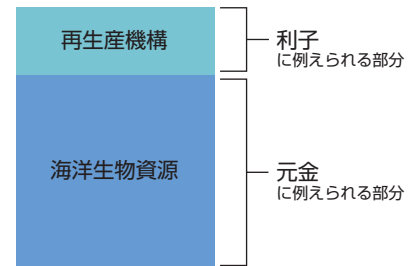 再生産機構
利子
に例えられる部分
海洋生物資源
元金
に例えられる部分